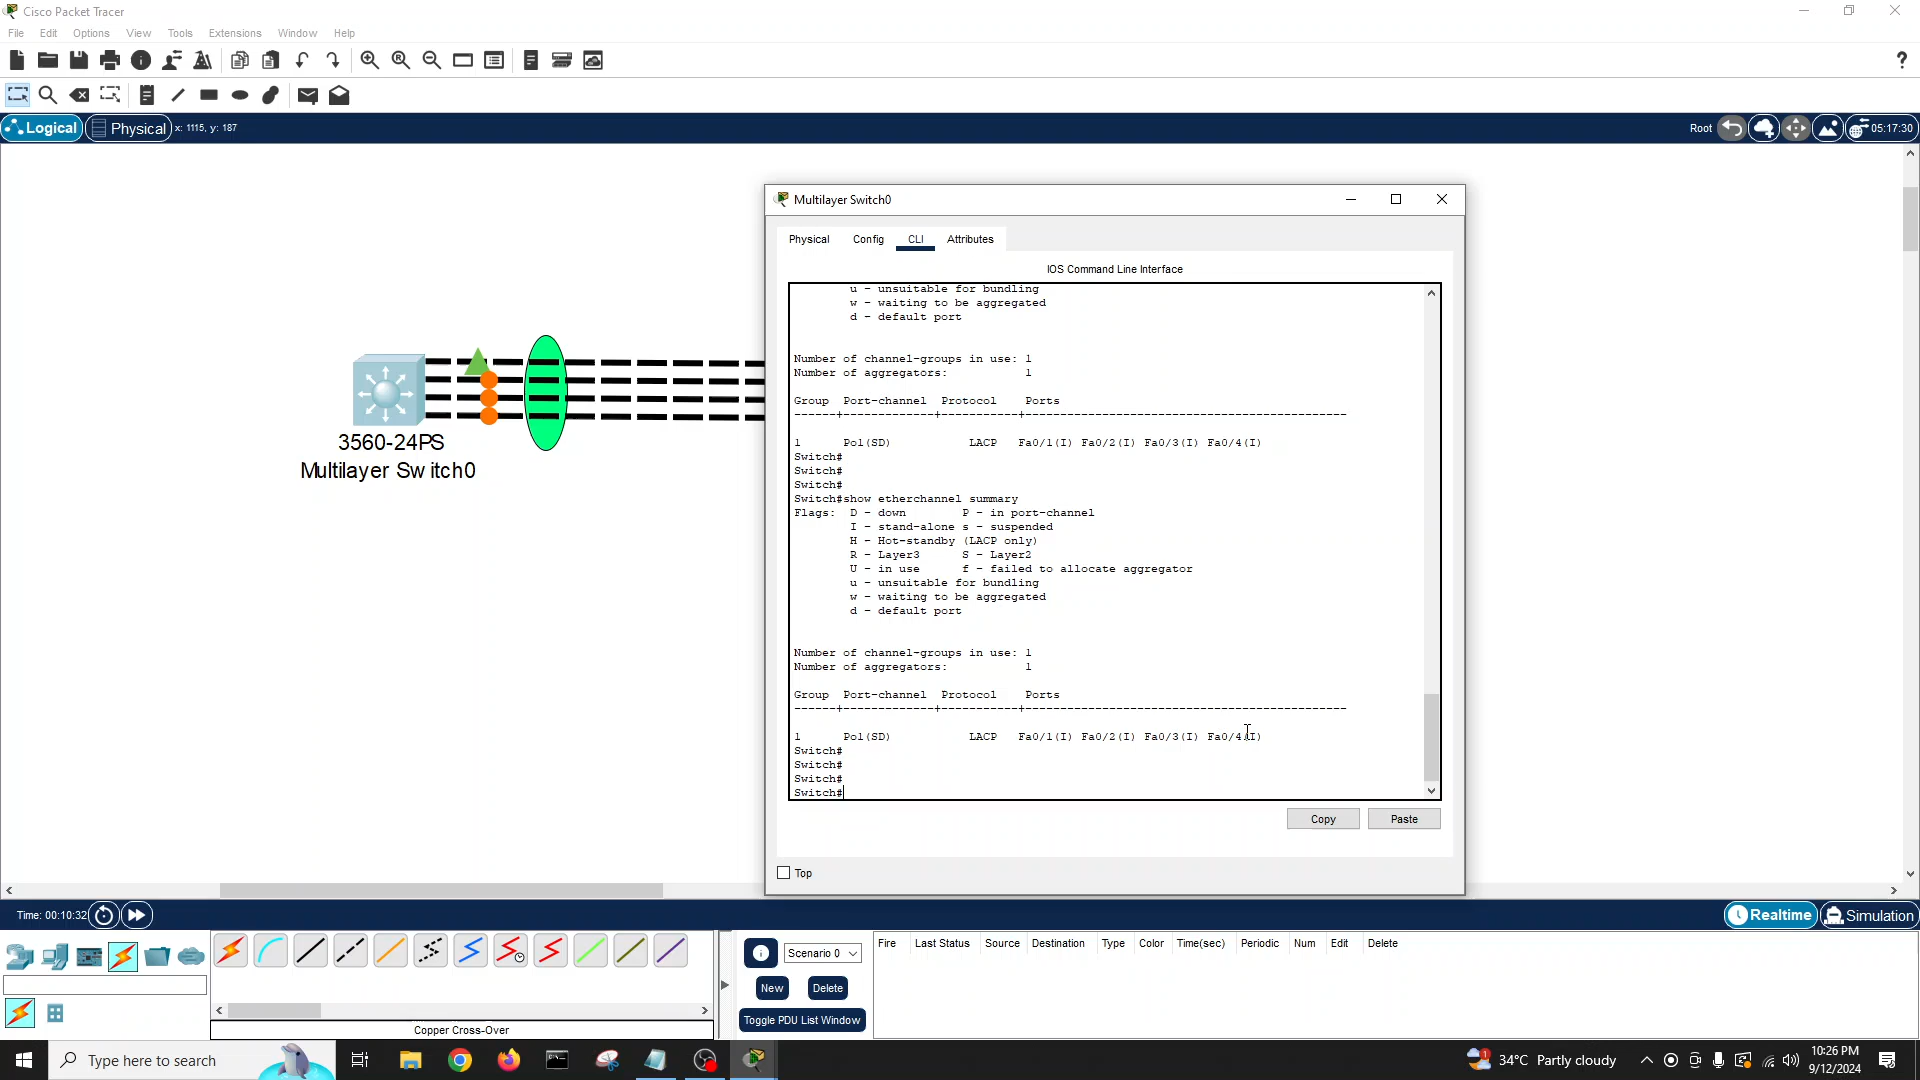 Cisco Packet Tracer
File Edit Options View Tools Extensions Window Help
Logical Physical x: 1115, y: 187 Root 05:17:30
3560-24PS
Multilayer Switch0
Multilayer Switch0
Physical Config CLI Attributes
IOS Command Line Interface
u - unsuitable for bundling
w - waiting to be aggregated
d - default port
Number of channel-groups in use: 1
Number of aggregators: 1
Group Port-channel Protocol Ports
------+-------------+-----------+----------------------------------------------
1 Po1(SD) LACP Fa0/1(I) Fa0/2(I) Fa0/3(I) Fa0/4(I)
Switch#
Switch#
Switch#
Switch#show etherchannel summary
Flags: D - down P - in port-channel
I - stand-alone s - suspended
H - Hot-standby (LACP only)
R - Layer3 S - Layer2
U - in use f - failed to allocate aggregator
u - unsuitable for bundling
w - waiting to be aggregated
d - default port
Number of channel-groups in use: 1
Number of aggregators: 1
Group Port-channel Protocol Ports
------+-------------+-----------+----------------------------------------------
1 Po1(SD) LACP Fa0/1(I) Fa0/2(I) Fa0/3(I) Fa0/4(I)
Switch#
Switch#
Switch#
Switch#
Copy Paste
Top
Time: 00:10:32 Realtime Simulation
Scenario 0
New Delete
Toggle PDU List Window
Fire Last Status Source Destination Type Color Time(sec) Periodic Num Edit Delete
Copper Cross-Over
Type here to search
1 34°C Partly cloudy
10:26 PM
9/12/2024